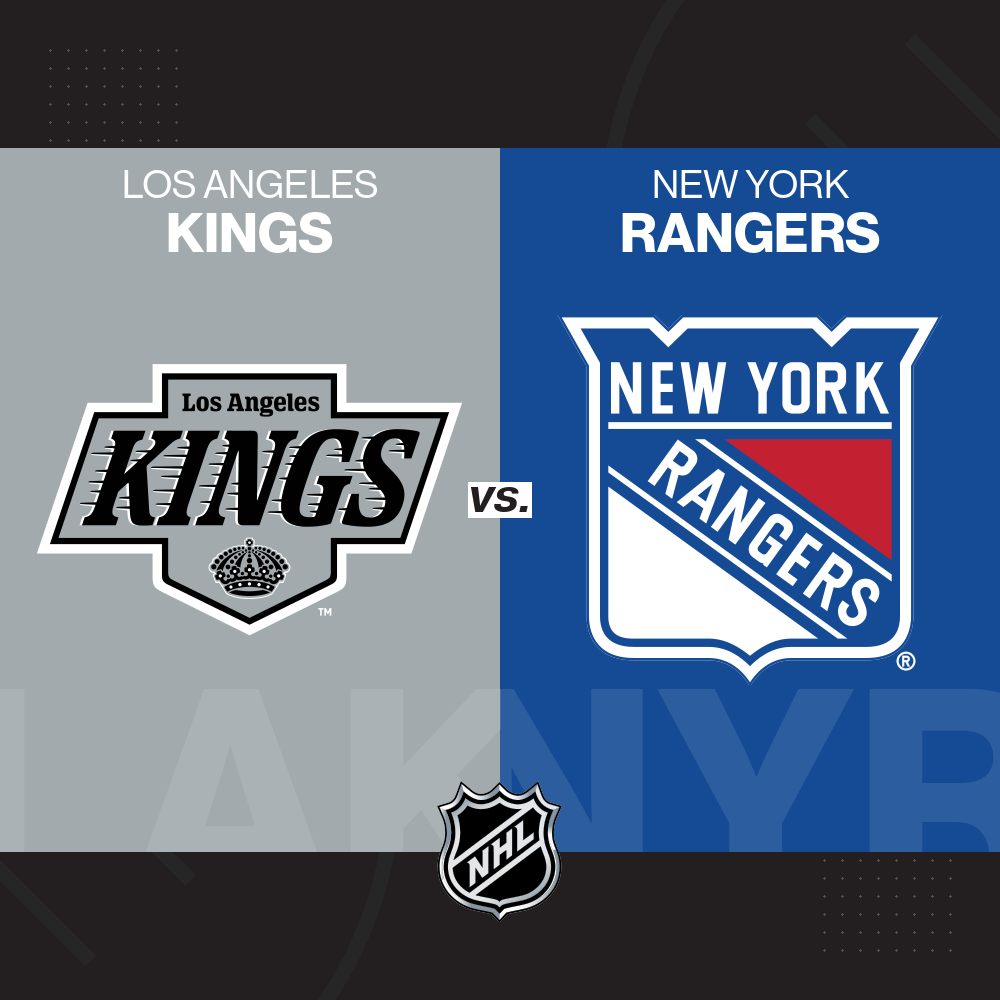 LOS ANGELES
KINGS
NEW YORK
RANGERS
Los Angeles
KINGS
TM
vs.
NEW YORK
RANGERS
®
LAK
NYR
NHL